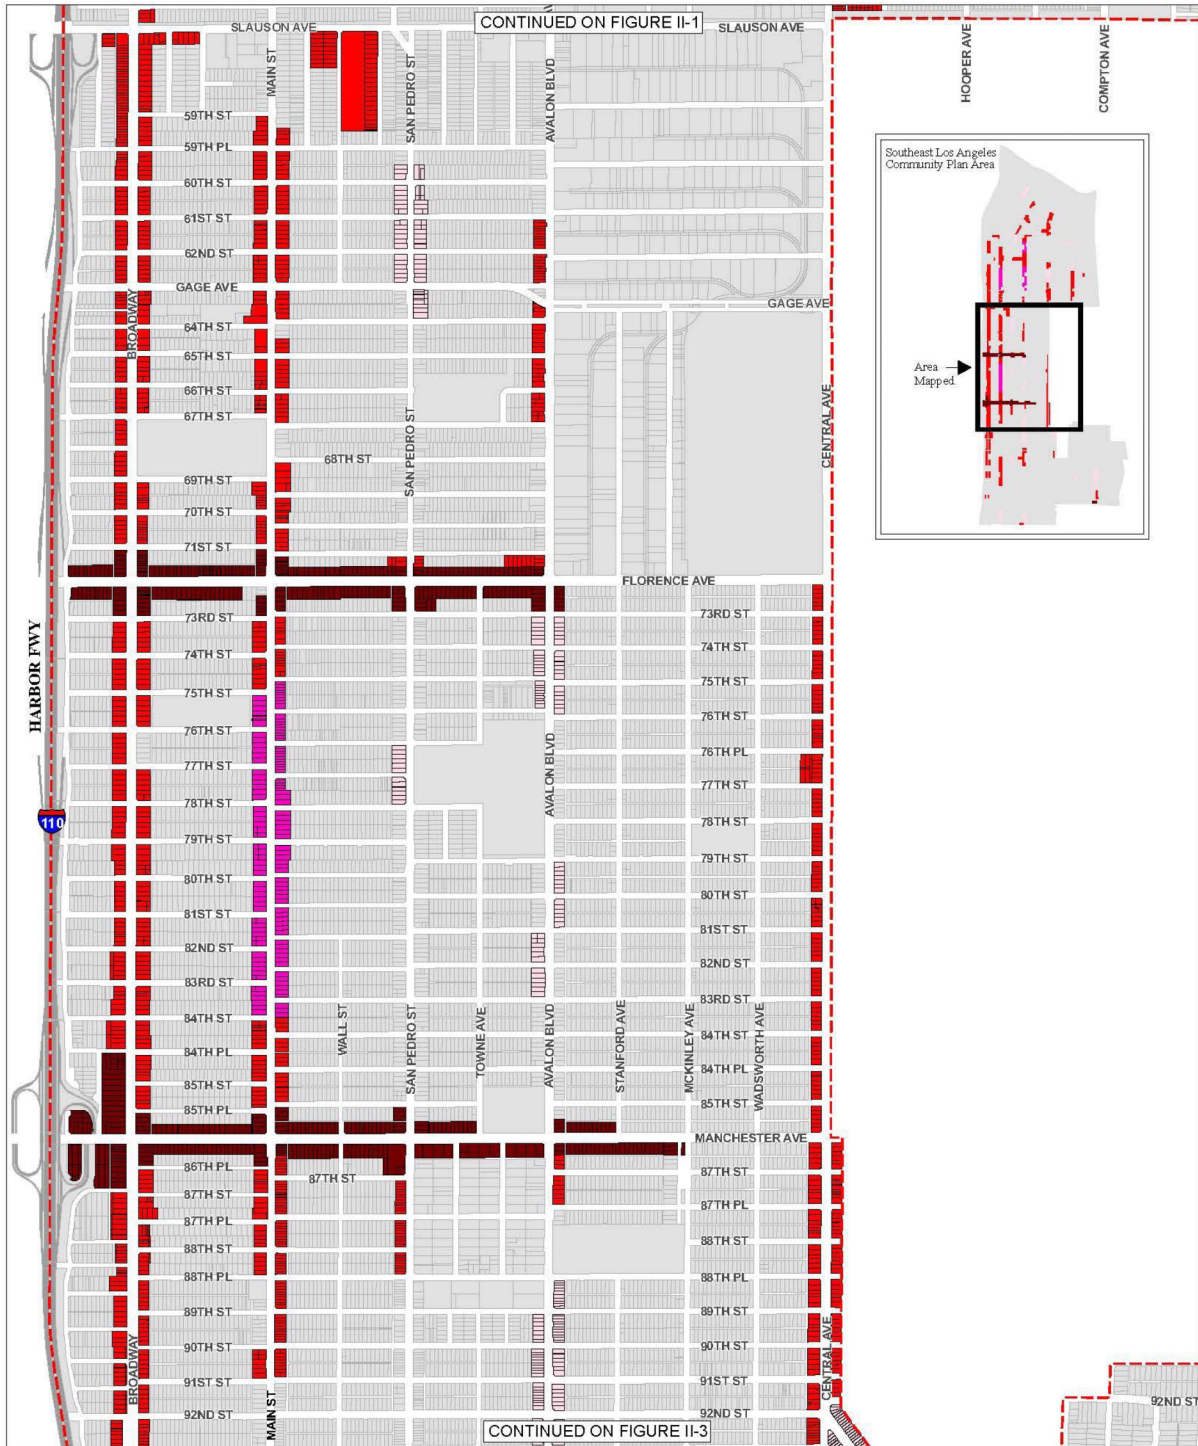 CONTINUED ON FIGURE II-1
SLAUSON AVE
SLAUSON AVE
MAIN ST
SAN PEDRO ST
AVALON BLVD
HOOPER AVE
COMPTON AVE
59TH ST
59TH PL
60TH ST
61ST ST
62ND ST
GAGE AVE
GAGE AVE
BROADWAY
64TH ST
65TH ST
66TH ST
67TH ST
68TH ST
SAN PEDRO ST
CENTRAL AVE
69TH ST
70TH ST
71ST ST
FLORENCE AVE
Southeast Los Angeles
Community Plan Area
Area
Mapped
HARBOR FWY
110
73RD ST
74TH ST
75TH ST
76TH ST
77TH ST
78TH ST
79TH ST
80TH ST
81ST ST
82ND ST
83RD ST
84TH ST
84TH PL
85TH ST
85TH PL
AVALON BLVD
73RD ST
74TH ST
75TH ST
76TH ST
76TH PL
77TH ST
78TH ST
79TH ST
80TH ST
81ST ST
82ND ST
83RD ST
84TH ST
84TH PL
85TH ST
WALL ST
SAN PEDRO ST
TOWNE AVE
AVALON BLVD
STANFORD AVE
MCKINLEY AVE
WADSWORTH AVE
MANCHESTER AVE
86TH PL
87TH ST
87TH ST
87TH PL
88TH ST
88TH PL
89TH ST
90TH ST
91ST ST
92ND ST
87TH ST
87TH PL
88TH ST
88TH PL
89TH ST
90TH ST
91ST ST
92ND ST
BROADWAY
MAIN ST
CENTRAL AVE
92ND ST
CONTINUED ON FIGURE II-3